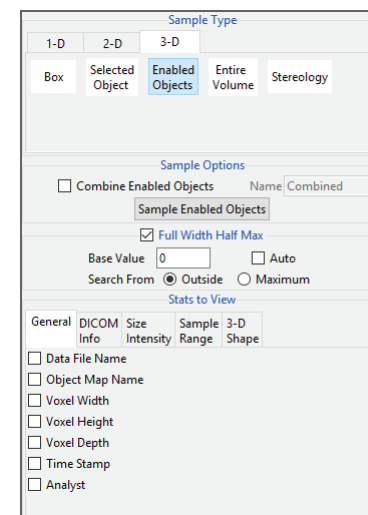 Sample Type
1-D 2-D 3-D
Box Selected Object Enabled Objects Entire Volume Stereology
Sample Options
Combine Enabled Objects Name Combined
Sample Enabled Objects
Full Width Half Max
Base Value 0 Auto
Search From Outside Maximum
Stats to View
General DICOM Info Size Intensity Sample Range 3-D Shape
Data File Name
Object Map Name
Voxel Width
Voxel Height
Voxel Depth
Time Stamp
Analyst